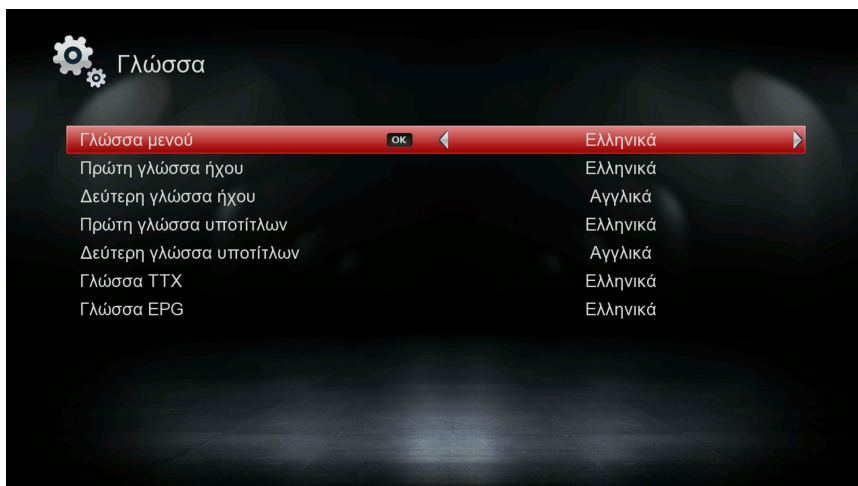 Γλώσσα
Γλώσσα μενού OK Ελληνικά
Πρώτη γλώσσα ήχου Ελληνικά
Δεύτερη γλώσσα ήχου Αγγλικά
Πρώτη γλώσσα υποτίτλων Ελληνικά
Δεύτερη γλώσσα υποτίτλων Αγγλικά
Γλώσσα TTX Ελληνικά
Γλώσσα EPG Ελληνικά